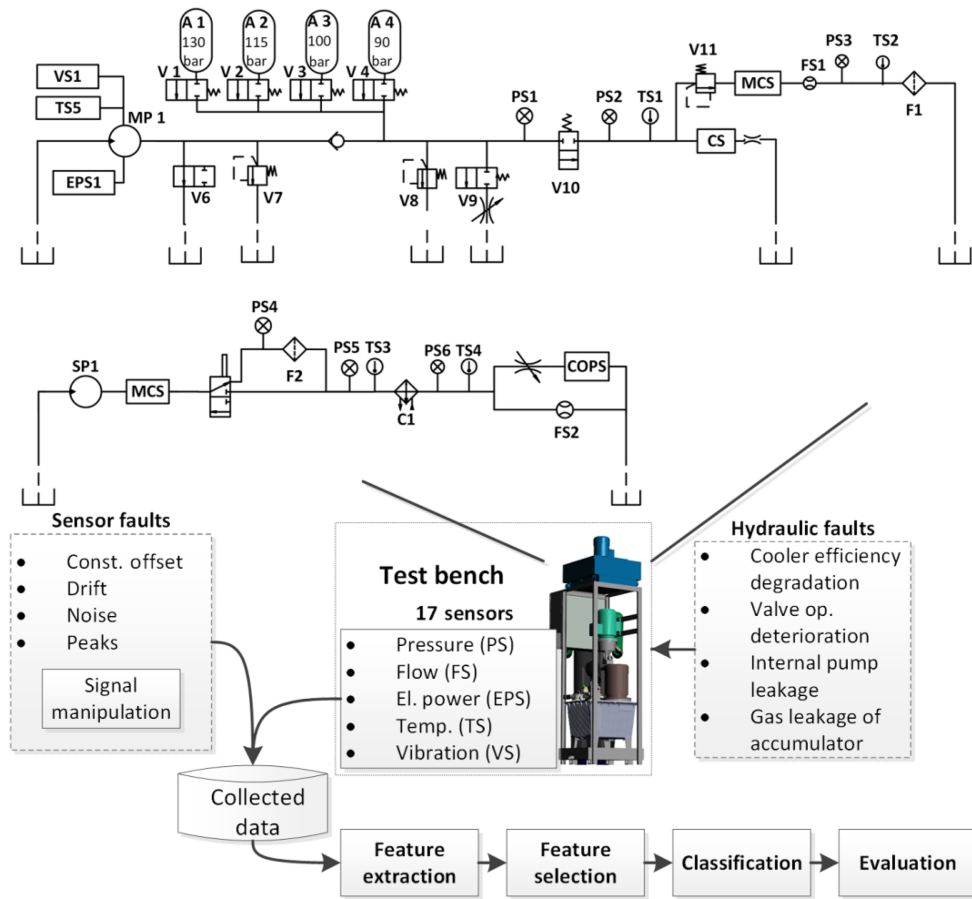 A 1
A 2
A 3
A 4
130
bar
115
bar
100
bar
90
bar
V 1
V 2
V 3
V 4
VS1
TS5
MP 1
EPS1
V6
V7
V8
V9
PS1
V10
PS2
TS1
V11
MCS
FS1
PS3
TS2
F1
CS
SP1
MCS
PS4
F2
PS5
TS3
C1
PS6
TS4
COPS
FS2
Sensor faults
• Const. offset
• Drift
• Noise
• Peaks
Signal
manipulation
Test bench
17 sensors
• Pressure (PS)
• Flow (FS)
• El. power (EPS)
• Temp. (TS)
• Vibration (VS)
Hydraulic faults
• Cooler efficiency
degradation
• Valve op.
deterioration
• Internal pump
leakage
• Gas leakage of
accumulator
Collected
data
Feature
extraction
Feature
selection
Classification
Evaluation